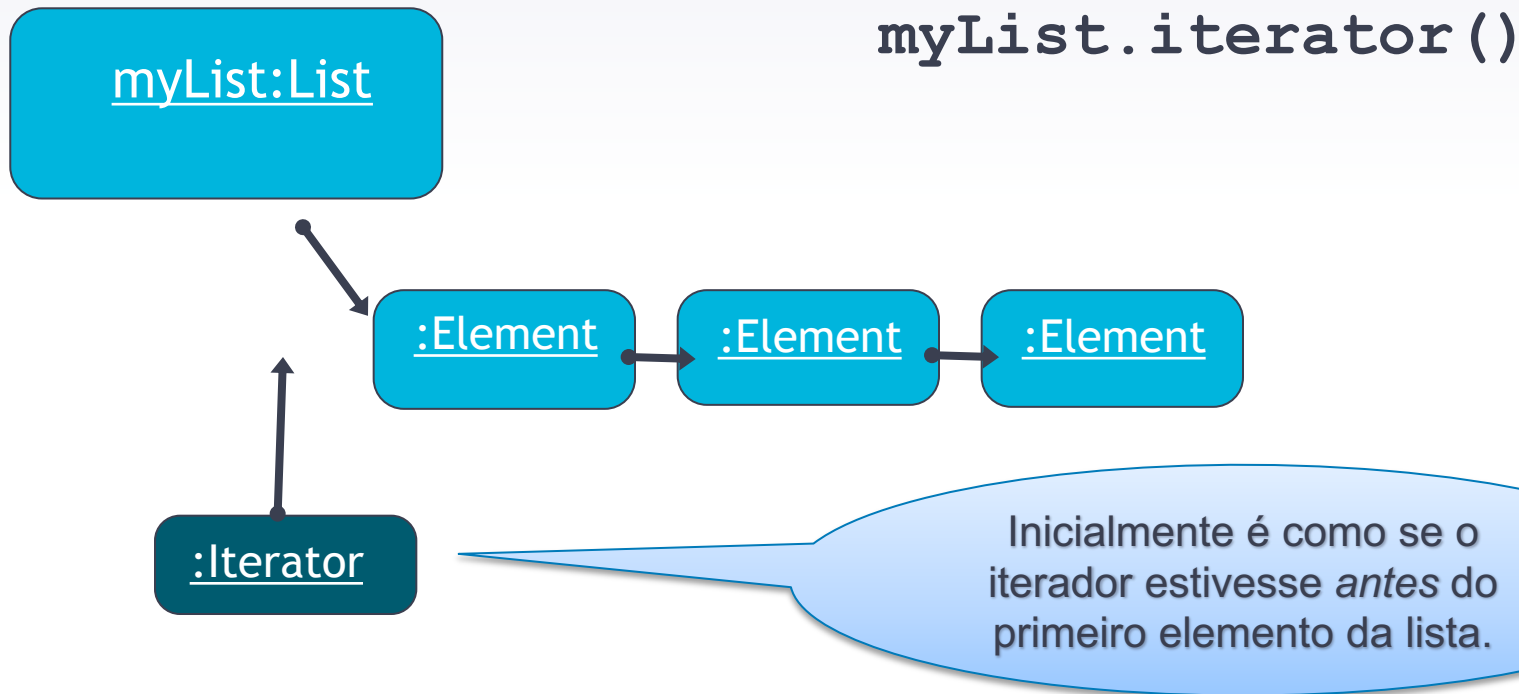 myList.iterator()
myList:List
:Element
:Element
:Element
:Iterator
Inicialmente é como se o
iterador estivesse antes do
primeiro elemento da lista.